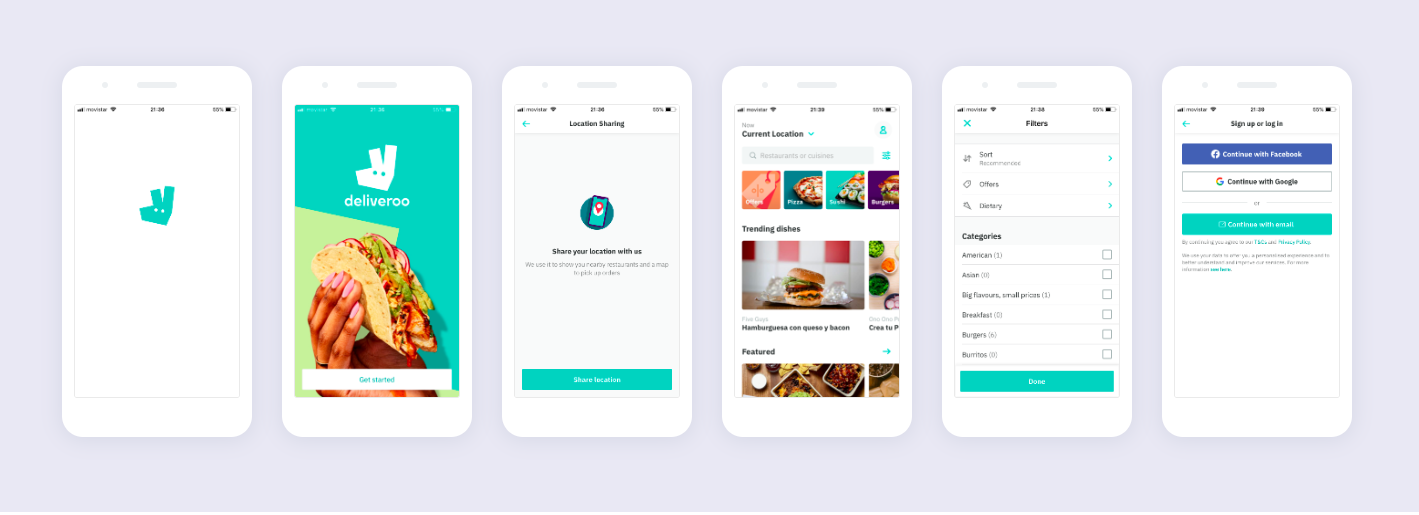 movistar 21:36 55%
movistar 21:36 55%
deliveroo
Get started
movistar 21:36 55%
Location Sharing
Share your location with us
We use it to show you nearby restaurants and a map
to pick up orders
Share location
movistar 21:39 55%
Now
Current Location
Restaurants or cuisines
Offers
Pizza
Sushi
Burgers
Trending dishes
Five Guys
Hamburguesa con queso y bacon
One One P
Crea tu P
Featured
movistar 21:38 55%
Filters
Sort
Recommended
Offers
Dietary
Categories
American (1)
Asian (0)
Big flavours, small prices (1)
Breakfast (0)
Burgers (6)
Burritos (0)
Done
movistar 21:39 55%
Sign up or log in
Continue with Facebook
Continue with Google
or
Continue with email
By continuing you agree to our T&Cs and Privacy Policy.
We use your data to offer you a personalised experience and to
better understand and improve our services. For more
information see here.